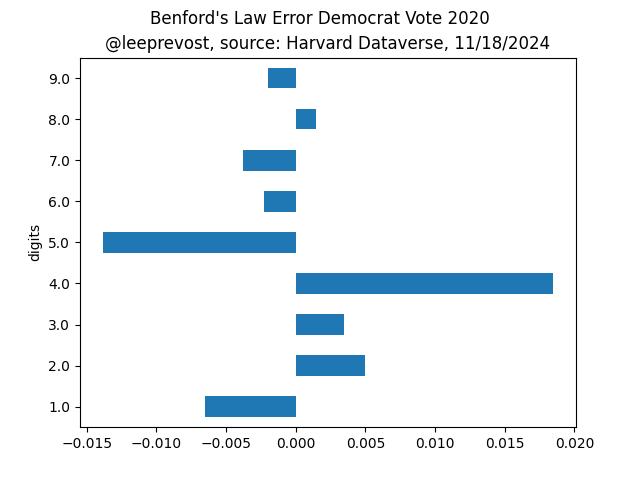 Benford's Law Error Democrat Vote 2020
@leeprevost, source: Harvard Dataverse, 11/18/2024
9.0
8.0
7.0
6.0
5.0
4.0
3.0
2.0
1.0
digits
−0.015 −0.010 −0.005 0.000 0.005 0.010 0.015 0.020